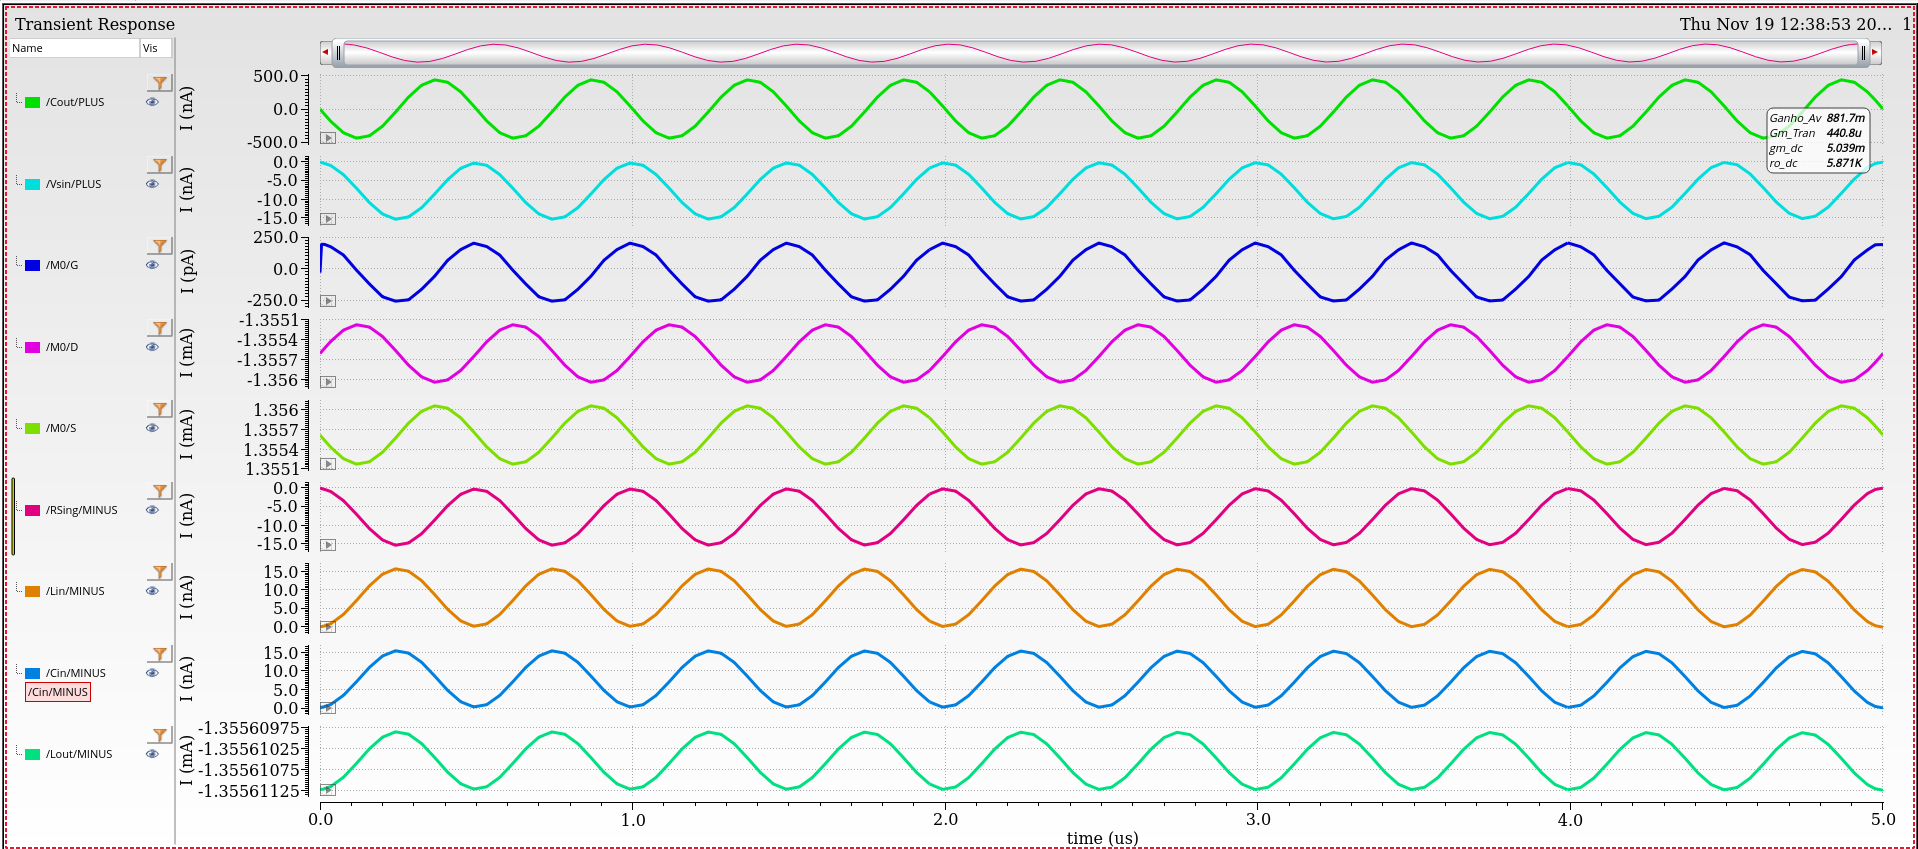 Transient Response
Thu Nov 19 12:38:53 20... 1
Name Vis
/Cout/PLUS
I (nA)
500.0
0.0
-500.0
Ganho_Av 881.7m
Gm_Tran 440.8u
gm_dc 5.039m
ro_dc 5.871K
/Vsin/PLUS
I (nA)
0.0
-5.0
-10.0
-15.0
/M0/G
I (pA)
250.0
0.0
-250.0
/M0/D
I (mA)
-1.3551
-1.3554
-1.3557
-1.356
/M0/S
I (mA)
1.356
1.3557
1.3554
1.3551
/RSing/MINUS
I (nA)
0.0
-5.0
-10.0
-15.0
/Lin/MINUS
I (nA)
15.0
10.0
5.0
0.0
/Cin/MINUS
/Cin/MINUS
I (nA)
15.0
10.0
5.0
0.0
/Lout/MINUS
I (mA)
-1.35560975
-1.35561025
-1.35561075
-1.35561125
0.0 1.0 2.0 3.0 4.0 5.0
time (us)